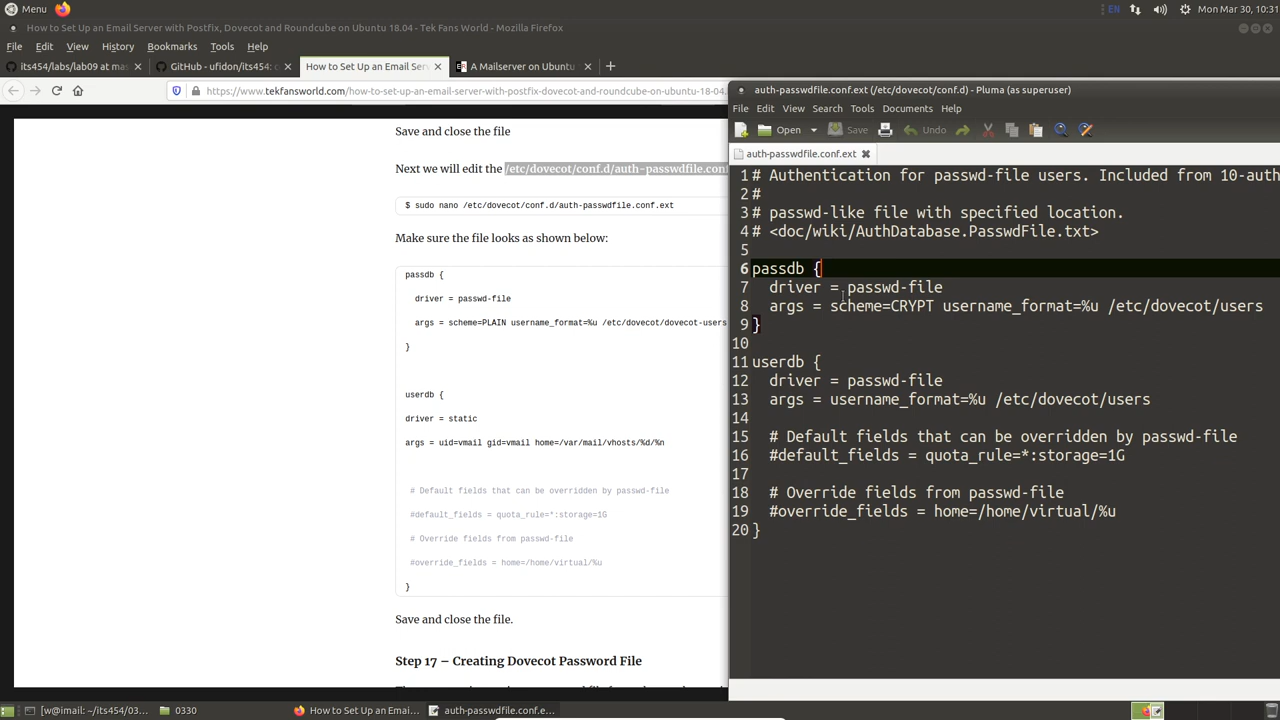 Menu
EN
Mon Mar 30, 10:31
How to Set Up an Email Server with Postfix, Dovecot and Roundcube on Ubuntu 18.04 - Tek Fans World - Mozilla Firefox
File Edit View History Bookmarks Tools Help
its454/labs/lab09 at mas
GitHub - ufidon/its454: c
How to Set Up an Email Serv
A Mailserver on Ubuntu
https://www.tekfansworld.com/how-to-set-up-an-email-server-with-postfix-dovecot-and-roundcube-on-ubuntu-18.04.
Save and close the file
Next we will edit the /etc/dovecot/conf.d/auth-passwdfile.conf
$ sudo nano /etc/dovecot/conf.d/auth-passwdfile.conf.ext
Make sure the file looks as shown below:
passdb {
driver = passwd-file
args = scheme=PLAIN username_format=%u /etc/dovecot/dovecot-users
}
userdb {
driver = static
args = uid=vmail gid=vmail home=/var/mail/vhosts/%d/%n
# Default fields that can be overridden by passwd-file
#default_fields = quota_rule=*:storage=1G
# Override fields from passwd-file
#override_fields = home=/home/virtual/%u
}
Save and close the file.
Step 17 – Creating Dovecot Password File
auth-passwdfile.conf.ext (/etc/dovecot/conf.d) - Pluma (as superuser)
File Edit View Search Tools Documents Help
Open Save Undo
auth-passwdfile.conf.ext
1 # Authentication for passwd-file users. Included from 10-auth
2 #
3 # passwd-like file with specified location.
4 # <doc/wiki/AuthDatabase.PasswdFile.txt>
5
6 passdb {
7 driver = passwd-file
8 args = scheme=CRYPT username_format=%u /etc/dovecot/users
9 }
10
11 userdb {
12 driver = passwd-file
13 args = username_format=%u /etc/dovecot/users
14
15 # Default fields that can be overridden by passwd-file
16 #default_fields = quota_rule=*:storage=1G
17
18 # Override fields from passwd-file
19 #override_fields = home=/home/virtual/%u
20 }
[w@imail: ~/its454/03...
0330
How to Set Up an Emai...
auth-passwdfile.conf.e...